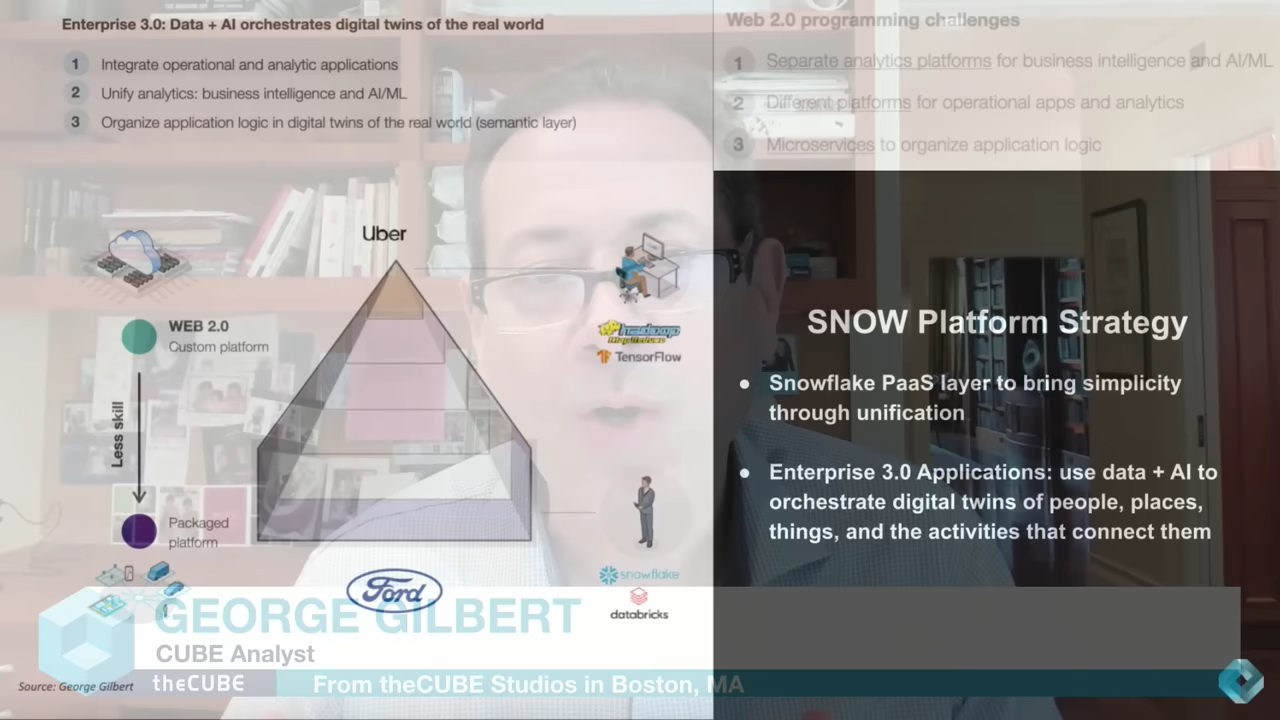 Enterprise 3.0: Data + AI orchestrates digital twins of the real world
1 Integrate operational and analytic applications
2 Unify analytics: business intelligence and AI/ML
3 Organize application logic in digital twins of the real world (semantic layer)
Web 2.0 programming challenges
1 Separate analytics platforms for business intelligence and AI/ML
2 Different platforms for operational apps and analytics
3 Microservices to organize application logic
Uber
WEB 2.0
Custom platform
Less skill
Packaged
platform
hadoop
MapReduce
TensorFlow
snowflake
databricks
Ford
SNOW Platform Strategy
● Snowflake PaaS layer to bring simplicity
through unification
● Enterprise 3.0 Applications: use data + AI to
orchestrate digital twins of people, places,
things, and the activities that connect them
GEORGE GILBERT
CUBE Analyst
theCUBE
From theCUBE Studios in Boston, MA
Source: George Gilbert